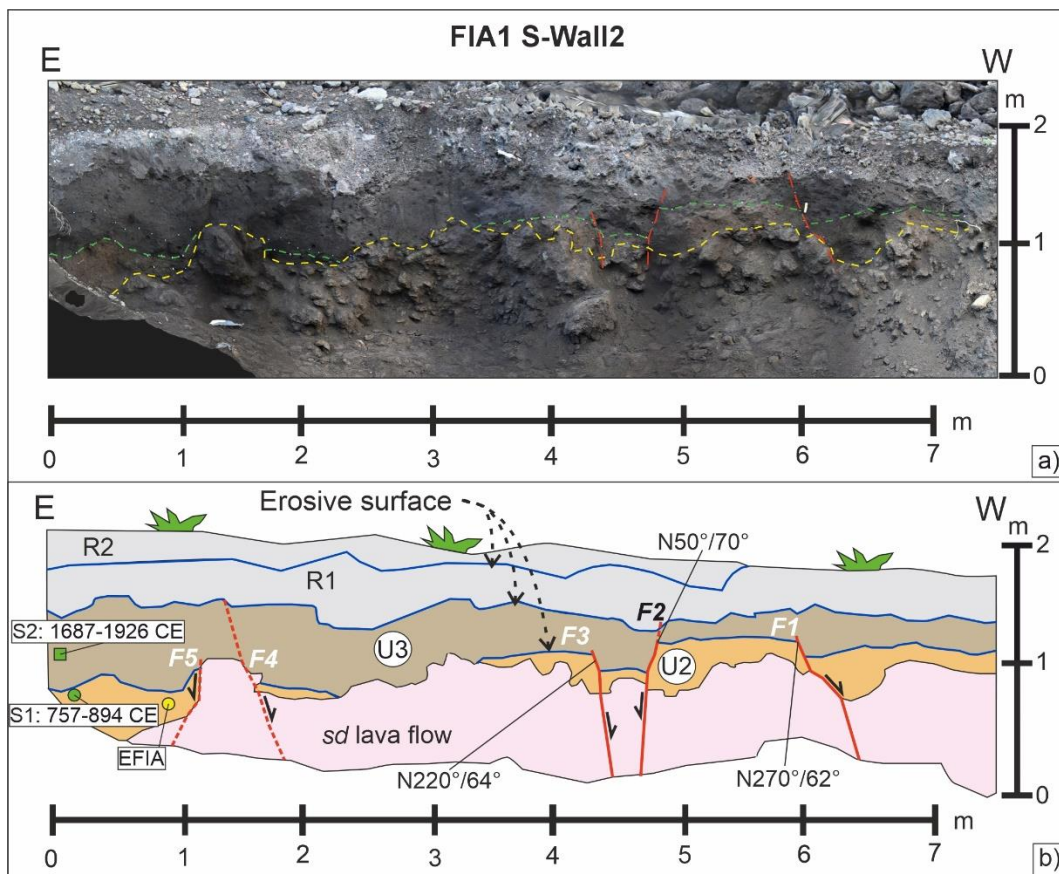 FIA1 S-Wall2
E
W
m
2
1
0
0 1 2 3 4 5 6 7 m
a)
E
W
m
Erosive surface
N50°/70°
2
R2
R1
F2
S2: 1687-1926 CE
F3
F1
U3
U2
1
F5
F4
S1: 757-894 CE
sd lava flow
EFIA
N220°/64°
N270°/62°
0
0 1 2 3 4 5 6 7 m
b)